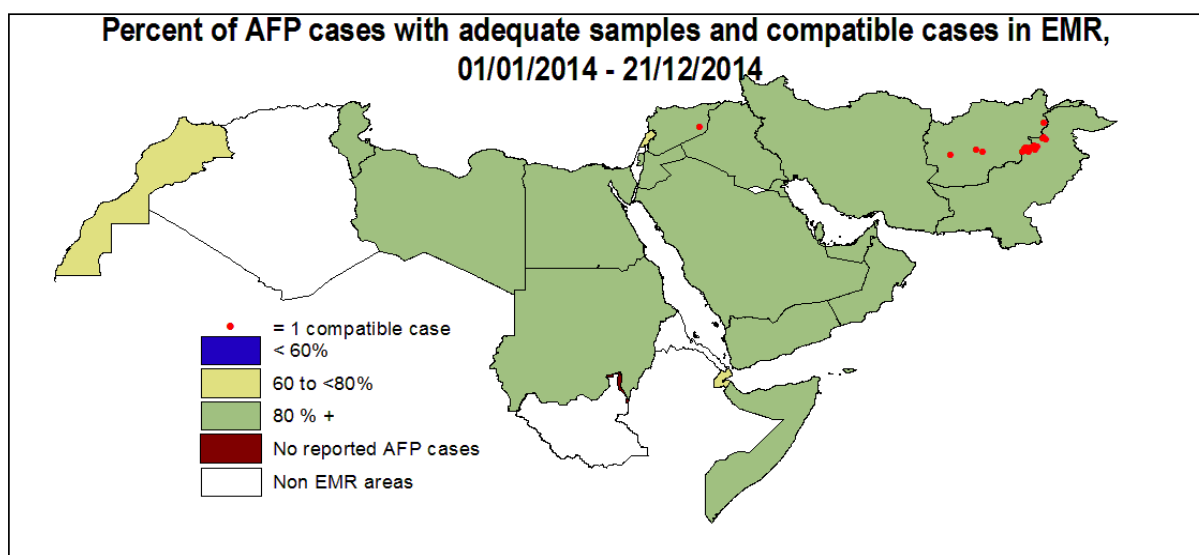 Percent of AFP cases with adequate samples and compatible cases in EMR,
01/01/2014 - 21/12/2014
= 1 compatible case
< 60%
60 to <80%
80 % +
No reported AFP cases
Non EMR areas